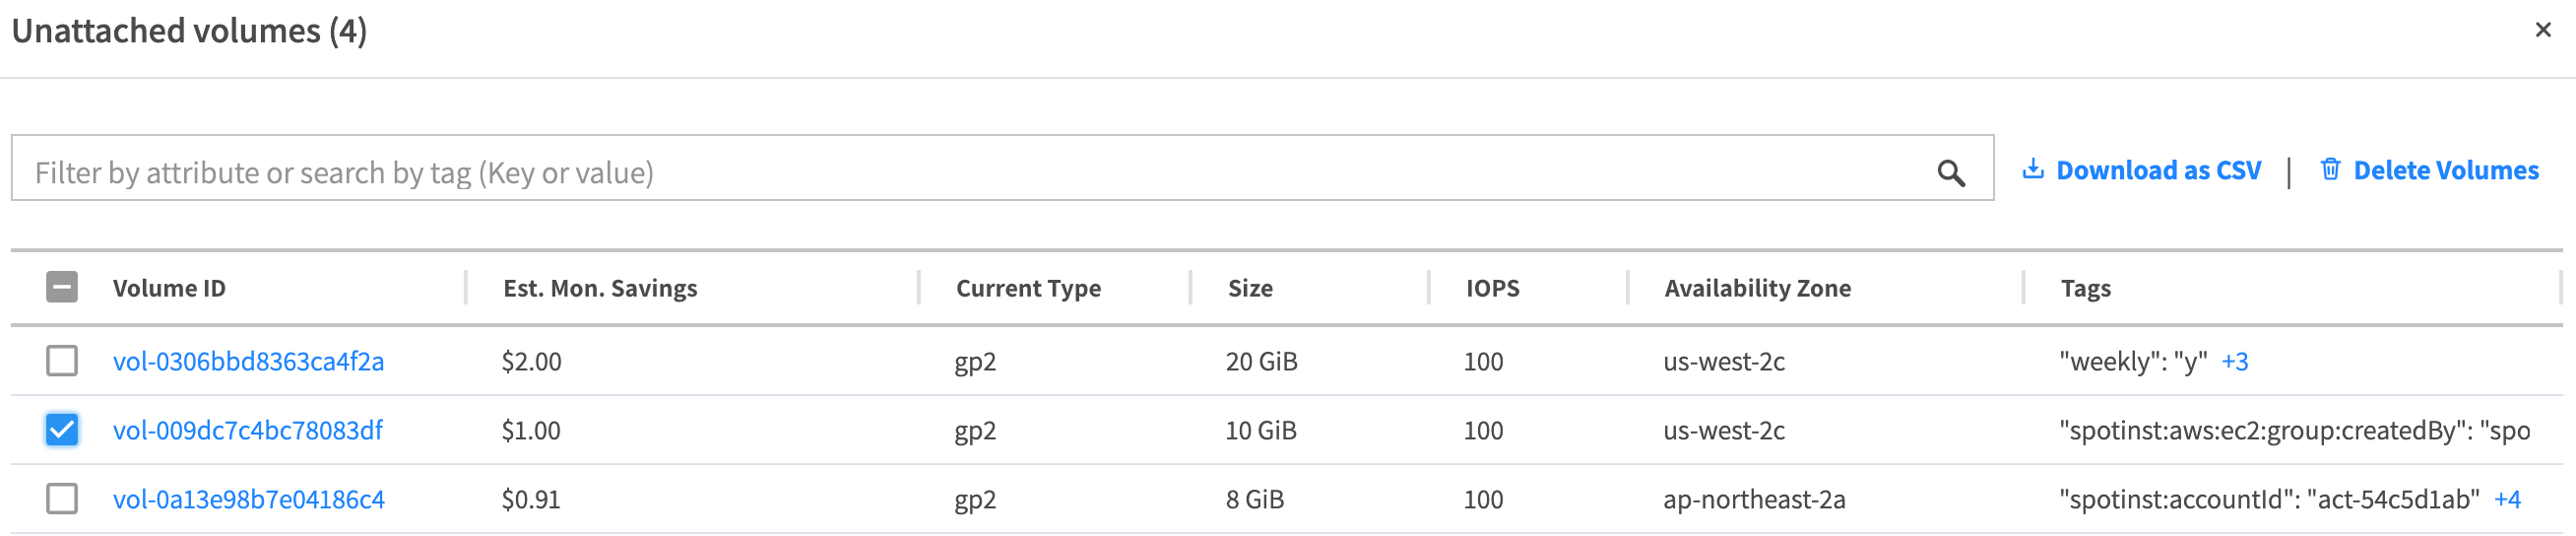 Unattached volumes (4)
Filter by attribute or search by tag (Key or value)
Download as CSV | Delete Volumes
Volume ID Est. Mon. Savings Current Type Size IOPS Availability Zone Tags
vol-0306bbd8363ca4f2a $2.00 gp2 20 GiB 100 us-west-2c "weekly": "y" +3
vol-009dc7c4bc78083df $1.00 gp2 10 GiB 100 us-west-2c "spotinst:aws:ec2:group:createdBy": "spo
vol-0a13e98b7e04186c4 $0.91 gp2 8 GiB 100 ap-northeast-2a "spotinst:accountId": "act-54c5d1ab" +4